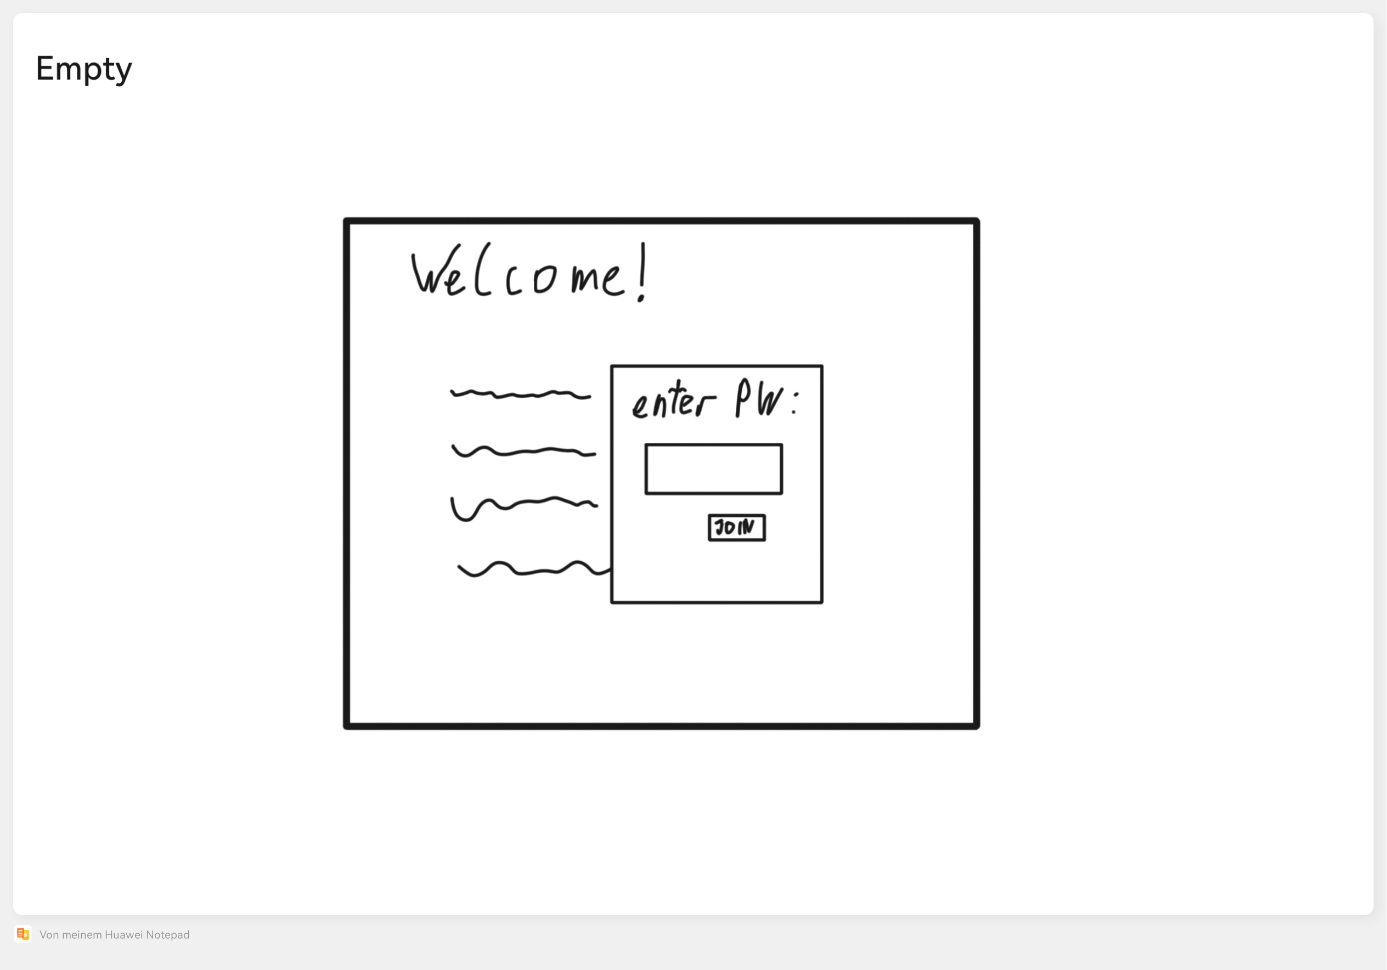 Empty
Welcome!
enter PW:
JOIN
Von meinem Huawei Notepad